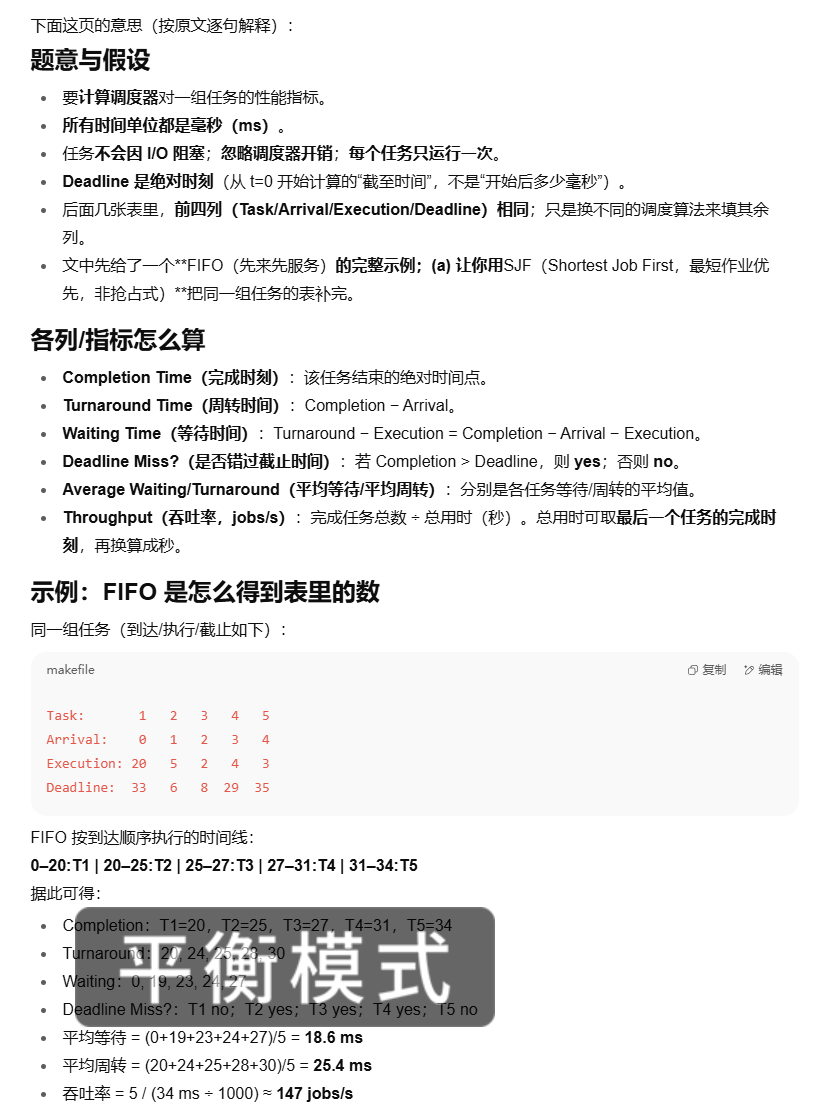 下面这页的意思（按原文逐句解释）：
题意与假设
要计算调度器对一组任务的性能指标。
所有时间单位都是毫秒（ms）。
任务不会因 I/O 阻塞；忽略调度器开销；每个任务只运行一次。
Deadline 是绝对时刻（从 t=0 开始计算的“截至时间”，不是“开始后多少毫秒”）。
后面几张表里，前四列（Task/Arrival/Execution/Deadline）相同；只是换不同的调度算法来填其余
列。
文中先给了一个**FIFO（先来先服务）的完整示例；(a) 让你用SJF（Shortest Job First，最短作业优
先，非抢占式）**把同一组任务的表补完。
各列/指标怎么算
Completion Time（完成时刻）：该任务结束的绝对时间点。
Turnaround Time（周转时间）：Completion − Arrival。
Waiting Time（等待时间）：Turnaround − Execution = Completion − Arrival − Execution。
Deadline Miss?（是否错过截止时间）：若 Completion > Deadline，则 yes；否则 no。
Average Waiting/Turnaround（平均等待/平均周转）：分别是各任务等待/周转的平均值。
Throughput（吞吐率，jobs/s）：完成任务总数 ÷ 总用时（秒）。总用时可取最后一个任务的完成时
刻，再换算成秒。
示例：FIFO 是怎么得到表里的数
同一组任务（到达/执行/截止如下）：
makefile 复制 编辑
Task: 1 2 3 4 5
Arrival: 0 1 2 3 4
Execution: 20 5 2 4 3
Deadline: 33 6 8 29 35
FIFO 按到达顺序执行的时间线：
0–20:T1 | 20–25:T2 | 25–27:T3 | 27–31:T4 | 31–34:T5
据此可得：
Completion：T1=20，T2=25，T3=27，T4=31，T5=34
Turnaround：20, 24, 25, 28, 30
Waiting：0, 19, 23, 24, 27
平衡模式
Deadline Miss?：T1 no；T2 yes；T3 yes；T4 yes；T5 no
平均等待 = (0+19+23+24+27)/5 = 18.6 ms
平均周转 = (20+24+25+28+30)/5 = 25.4 ms
吞吐率 = 5 / (34 ms ÷ 1000) ≈ 147 jobs/s